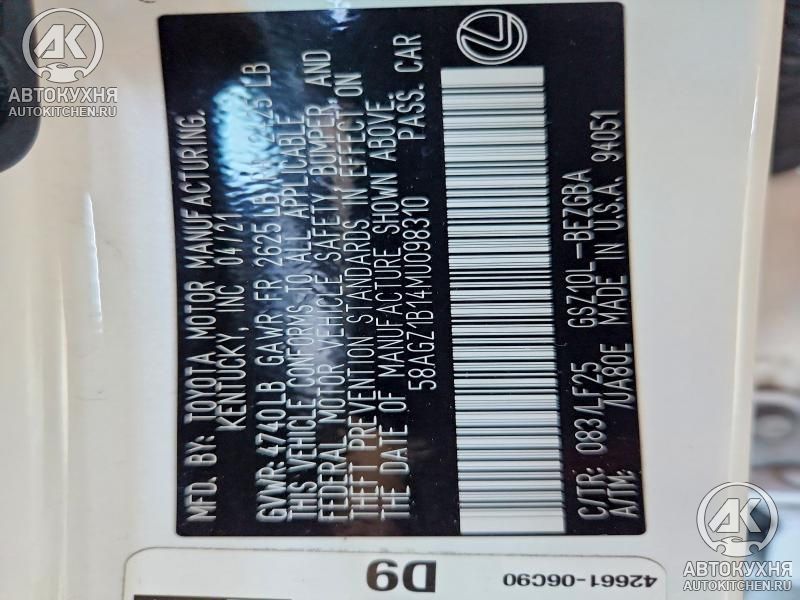 MFD. BY: TOYOTA MOTOR MANUFACTURING.
KENTUCKY, INC 04/21
GVWR:4740LB GAWR FR 2625LB LB
THIS VEHICLE CONFORMS TO ALL APPLICABLE
FEDERAL MOTOR VEHICLE SAFETY, BUMPER, AND
THEFT PREVENTION STANDARDS IN EFFECT ON
THE DATE OF MANUFACTURE SHOWN ABOVE.
58AGZ1B14MU098310 PASS. CAR
C/TR: 0831LF25 GSZ10L-BEZGBA
A/TM: /UA80E MADE IN U.S.A. 94051
D9
42661-06C90
АВТОКУХНЯ
AUTOKITCHEN.RU
АВТОКУХНЯ
AUTOKITCHEN.RU